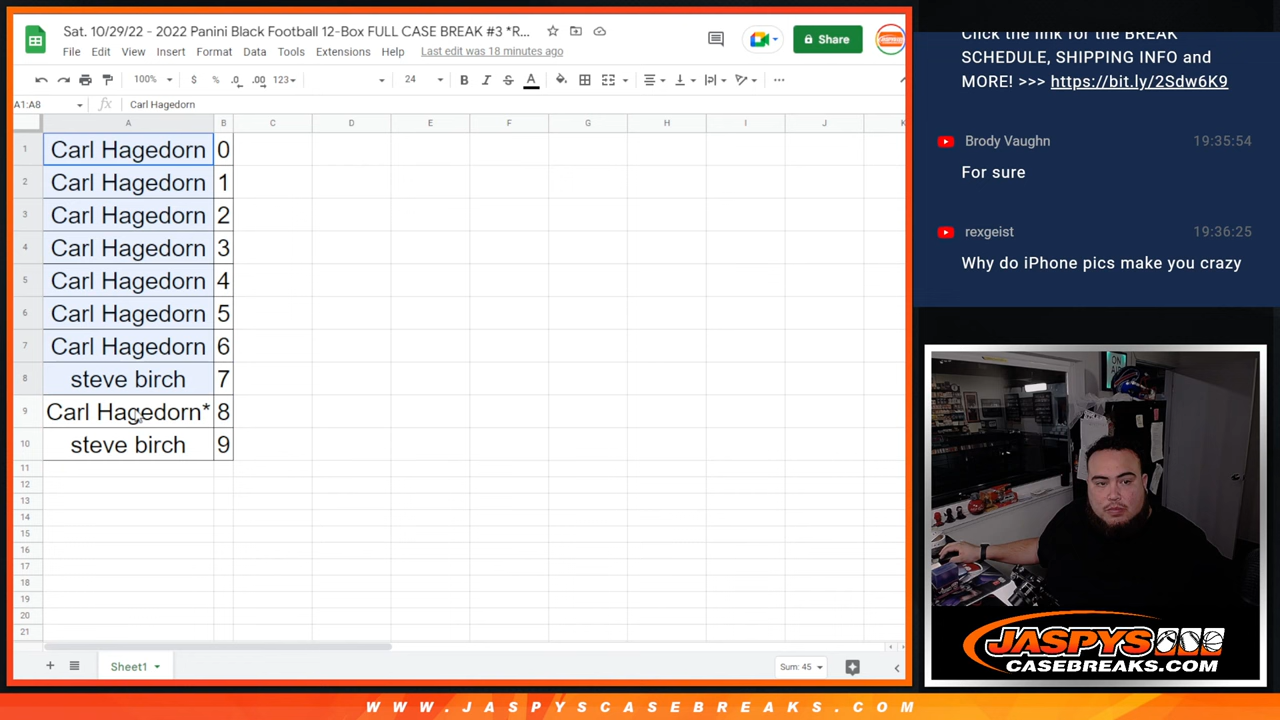 Sat. 10/29/22 - 2022 Panini Black Football 12-Box FULL CASE BREAK #3 *R...
File Edit View Insert Format Data Tools Extensions Help Last edit was 18 minutes ago
Share
100% $ % .0 .00 123 24 B I S A
A1:A8 fx Carl Hagedorn
A B C D E F G H I J K
1 Carl Hagedorn 0
2 Carl Hagedorn 1
3 Carl Hagedorn 2
4 Carl Hagedorn 3
5 Carl Hagedorn 4
6 Carl Hagedorn 5
7 Carl Hagedorn 6
8 steve birch 7
9 Carl Hagedorn* 8
10 steve birch 9
11
12
13
14
15
16
17
18
19
20
21
Sheet1
Sum: 45
Click the link for the BREAK
SCHEDULE, SHIPPING INFO and
MORE! >>> https://bit.ly/2Sdw6K9
Brody Vaughn 19:35:54
For sure
rexgeist 19:36:25
Why do iPhone pics make you crazy
ON
AIR
JASPYS
CASEBREAKS.COM
WWW.JASPYSCASEBREAKS.COM